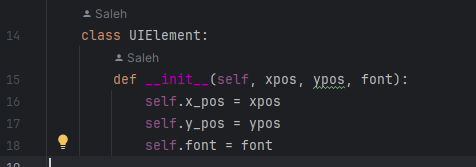 Saleh
14 class UIElement:
Saleh
15 def __init__(self, xpos, ypos, font):
16 self.x_pos = xpos
17 self.y_pos = ypos
18 self.font = font